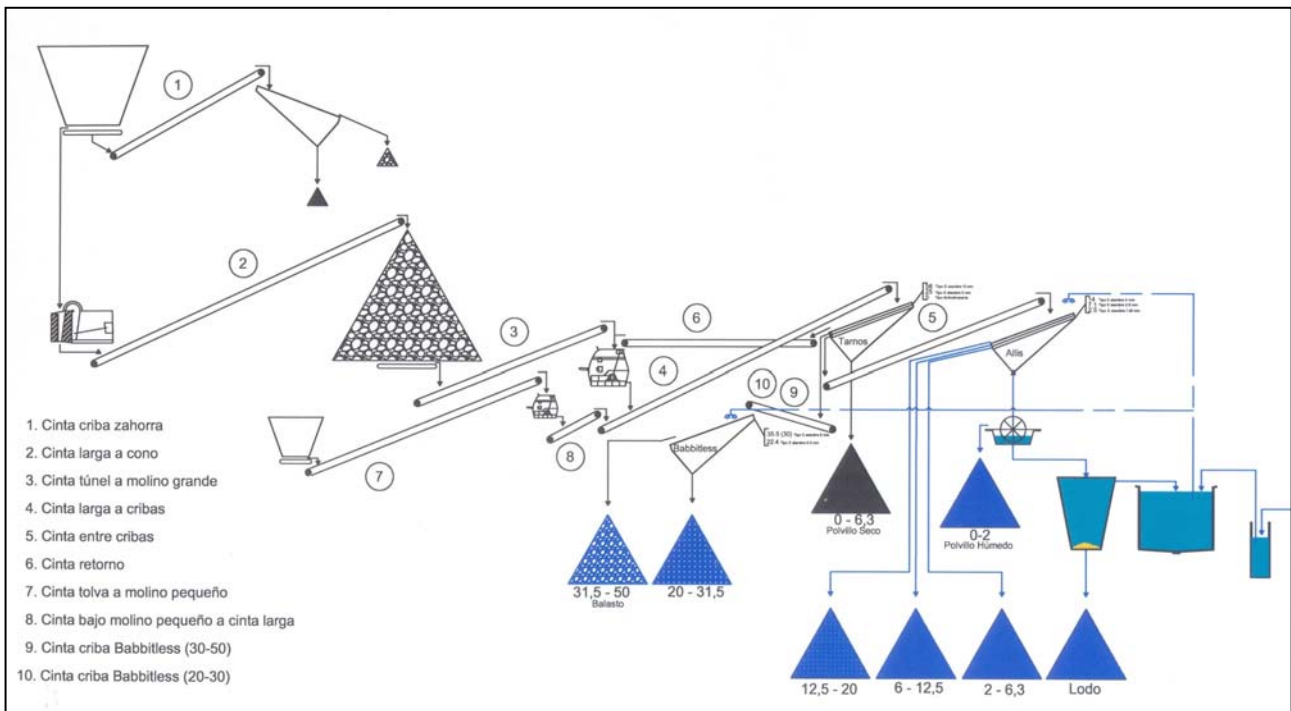 1
2
3
6
4
5
7
8
10
9
Tarnos
Allis
Babbitless
1. Cinta criba zahorra
2. Cinta larga a cono
3. Cinta túnel a molino grande
4. Cinta larga a cribas
5. Cinta entre cribas
6. Cinta retorno
7. Cinta tolva a molino pequeño
8. Cinta bajo molino pequeño a cinta larga
9. Cinta criba Babbitless (30-50)
10. Cinta criba Babbitless (20-30)
0 - 6,3
Polvillo Seco
0-2
Polvillo Húmedo
31,5 - 50
Balasto
20 - 31,5
12,5 - 20
6 - 12,5
2 - 6,3
Lodo